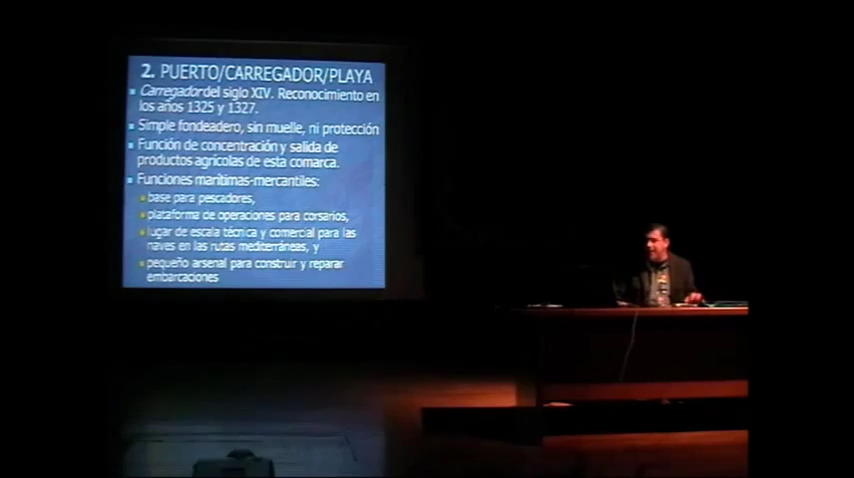 2. PUERTO/CARREGADOR/PLAYA
Carregador del siglo XIV. Reconocimiento en
los años 1325 y 1327.
Simple fondeadero, sin muelle, ni protección
Función de concentración y salida de
productos agrícolas de esta comarca.
Funciones marítimas-mercantiles:
base para pescadores,
plataforma de operaciones para corsarios,
lugar de escala técnica y comercial para las
naves en las rutas mediterráneas, y
pequeño arsenal para construir y reparar
embarcaciones